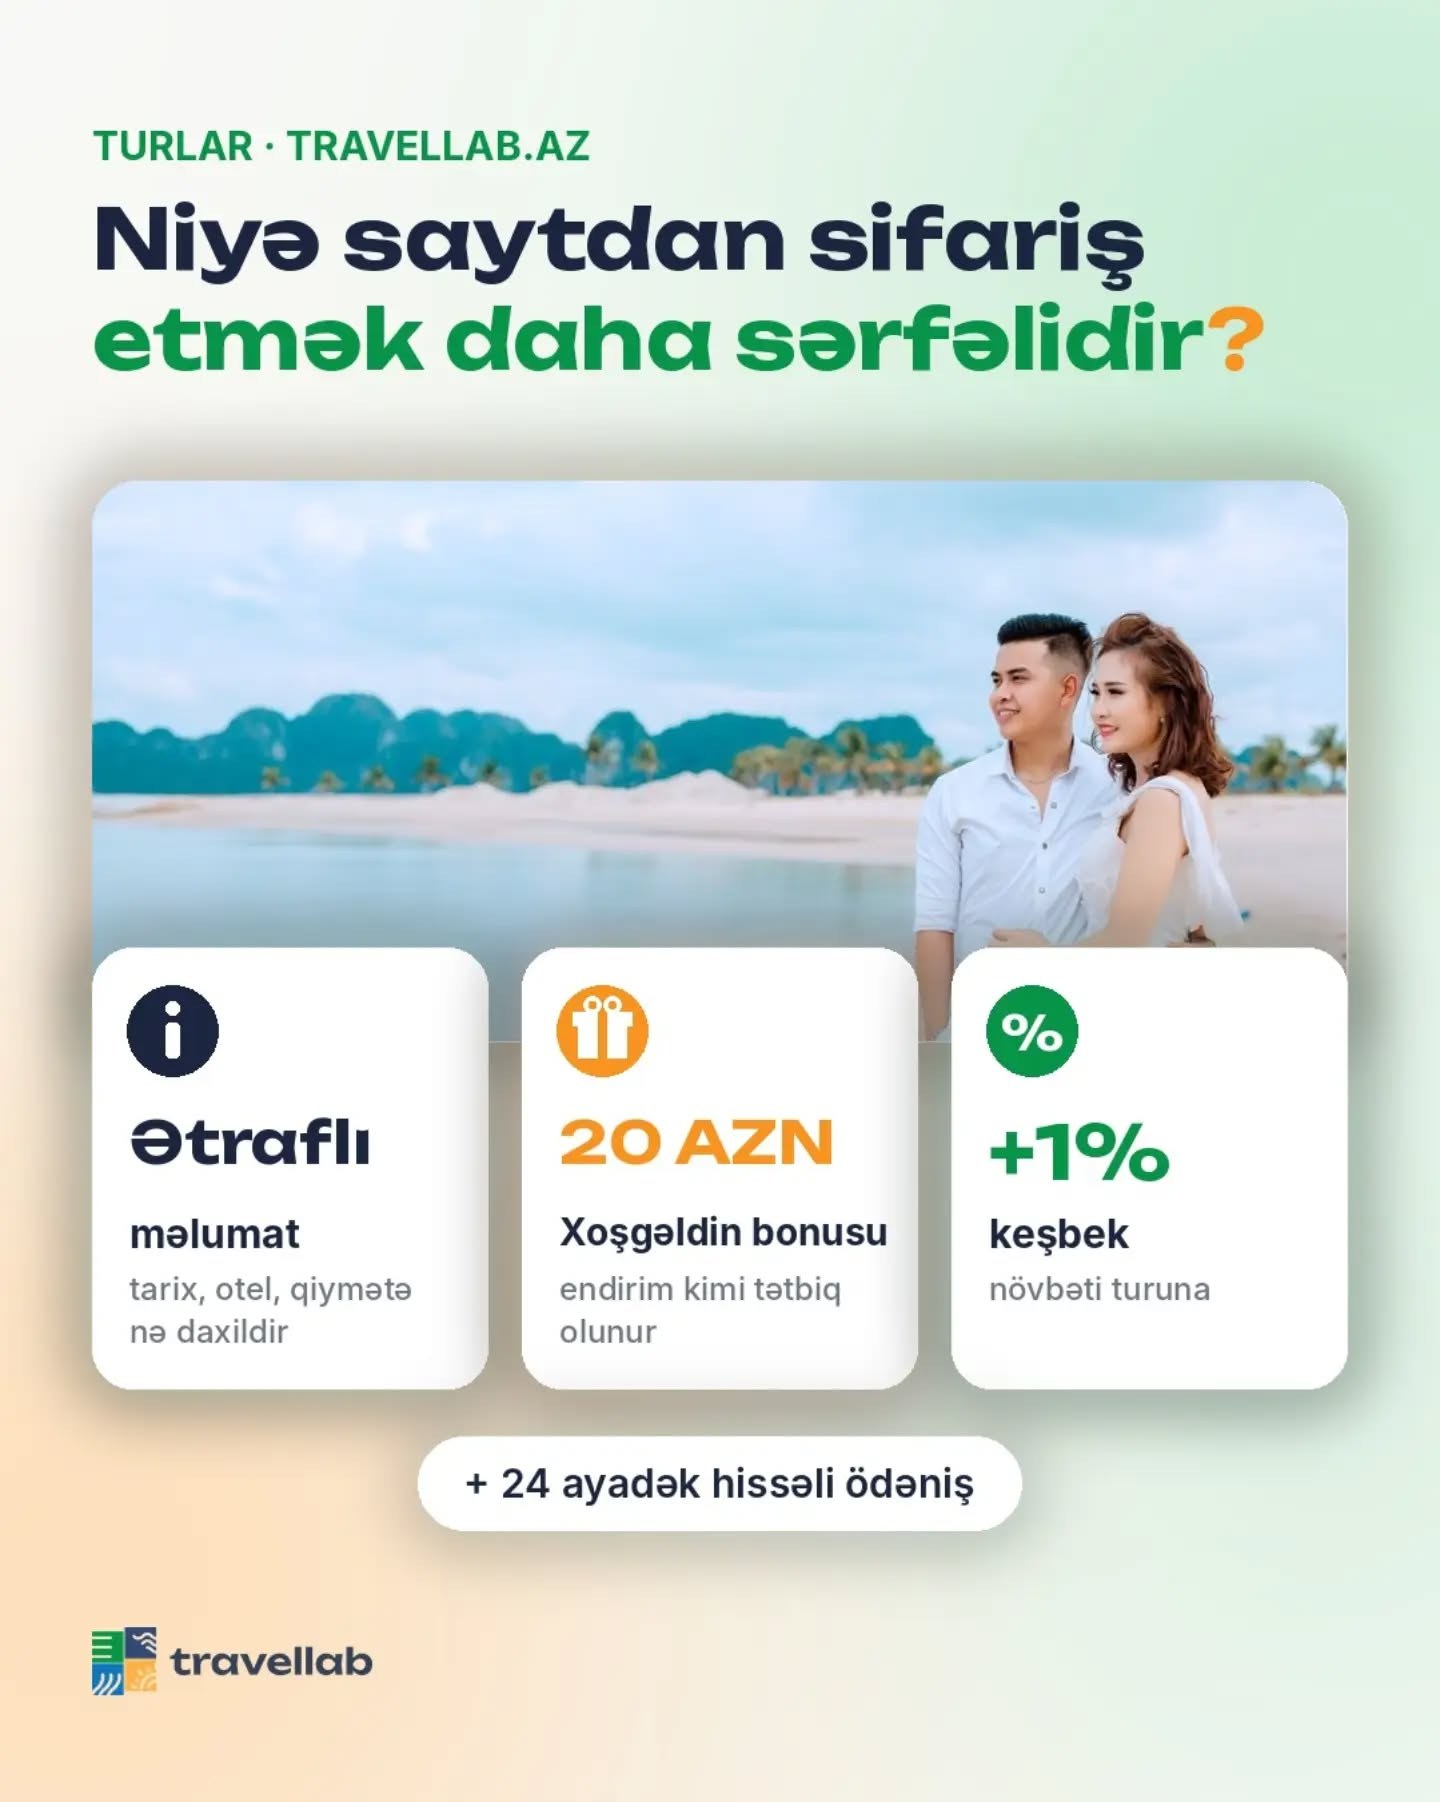 TURLAR · TRAVELLAB.AZ
Niyə saytdan sifariş
etmək daha sərfəlidir?
Ətraflı
məlumat
tarix, otel, qiymətə
nə daxildir
20 AZN
Xoşgəldin bonusu
endirim kimi tətbiq
olunur
%
+1%
keşbek
növbəti turuna
+ 24 ayadək hissəli ödəniş
travellab